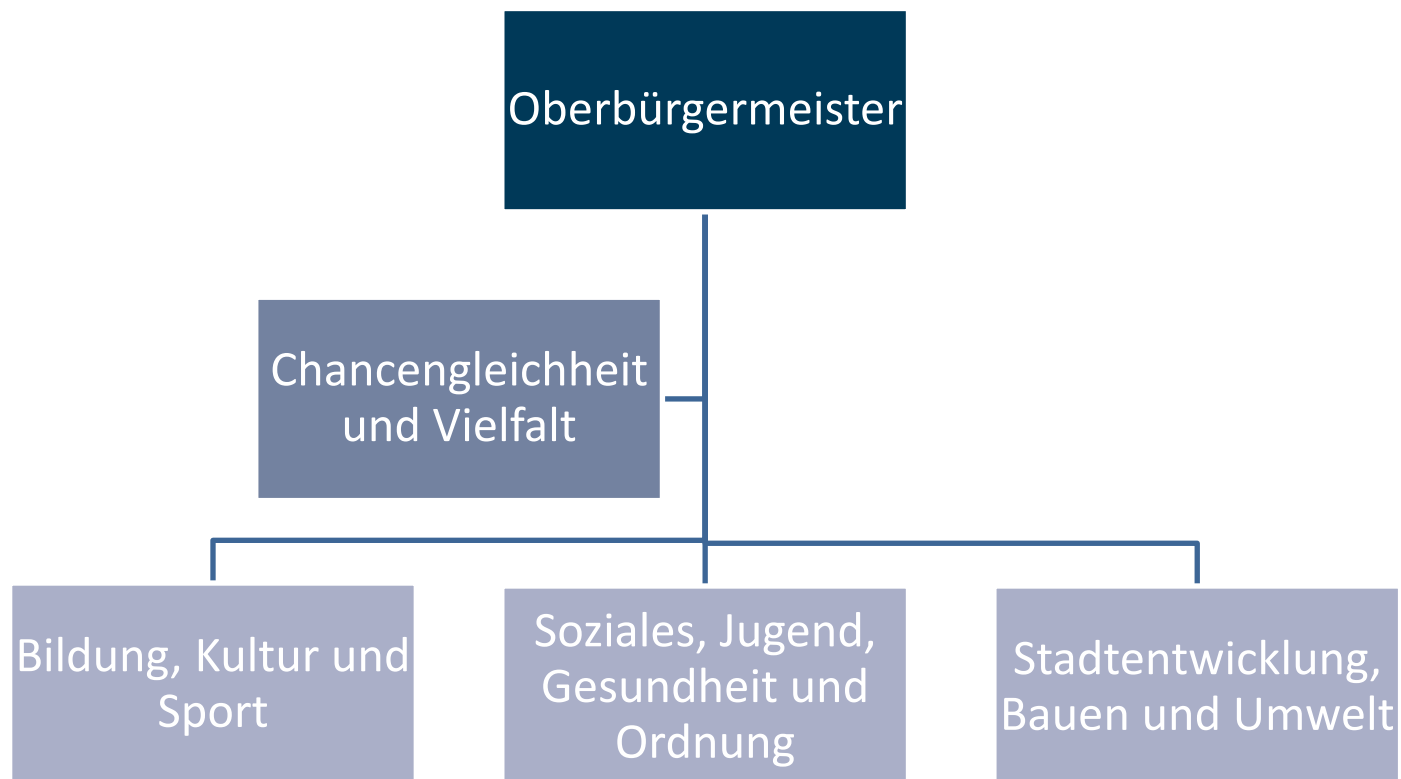 Oberbürgermeister
Chancengleichheit
und Vielfalt
Bildung, Kultur und
Sport
Soziales, Jugend,
Gesundheit und
Ordnung
Stadtentwicklung,
Bauen und Umwelt